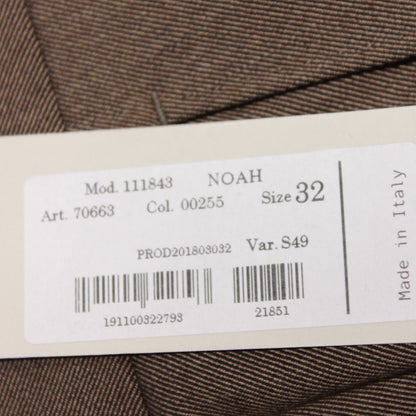 Mod. 111843 NOAH
Art. 70663 Col. 00255 Size 32
PROD201803032 Var. S49
191100322793 21851
Made in Italy